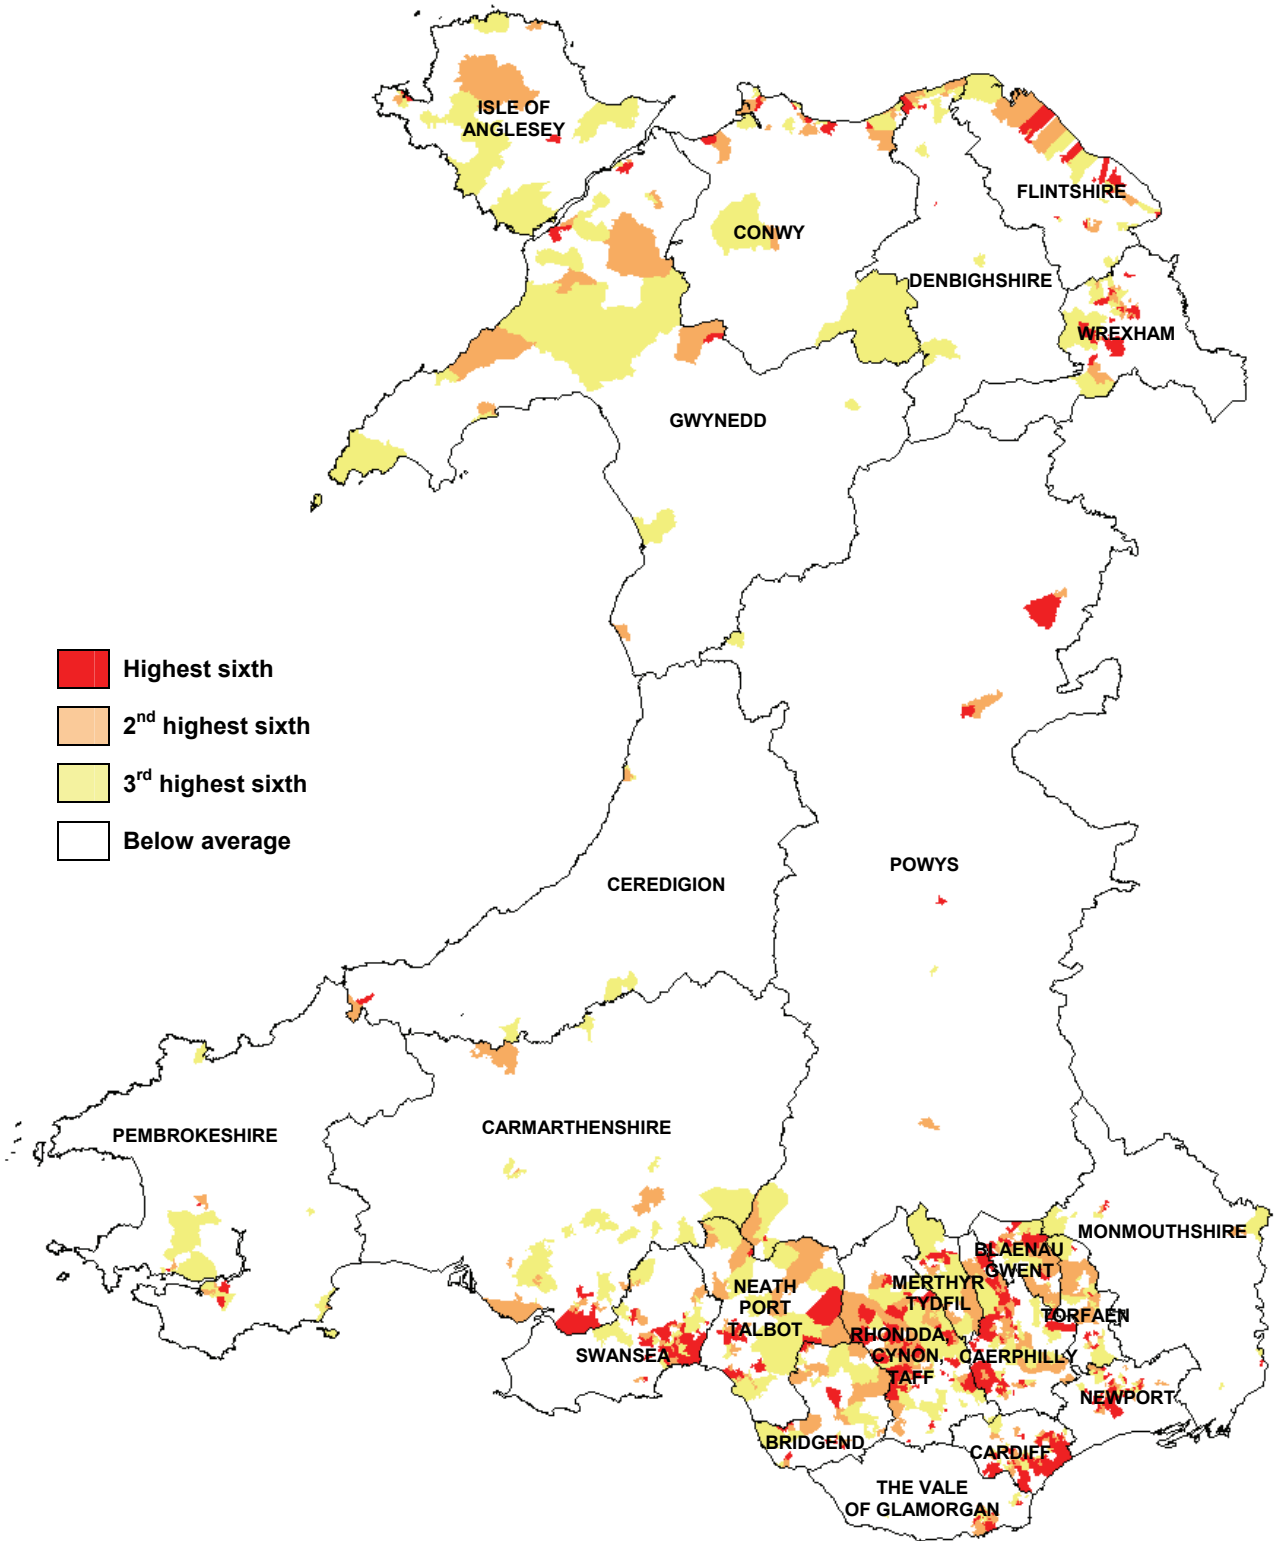 ISLE OF
ANGLESEY
FLINTSHIRE
CONWY
DENBIGHSHIRE
WREXHAM
GWYNEDD
Highest sixth
2nd highest sixth
3rd highest sixth
Below average
POWYS
CEREDIGION
PEMBROKESHIRE
CARMARTHENSHIRE
MONMOUTHSHIRE
BLAENAU
GWENT
MERTHYR
TYDFIL
NEATH
PORT
TALBOT
TORFAEN
RHONDDA,
CYNON,
TAFF
SWANSEA
CAERPHILLY
NEWPORT
BRIDGEND
CARDIFF
THE VALE
OF GLAMORGAN